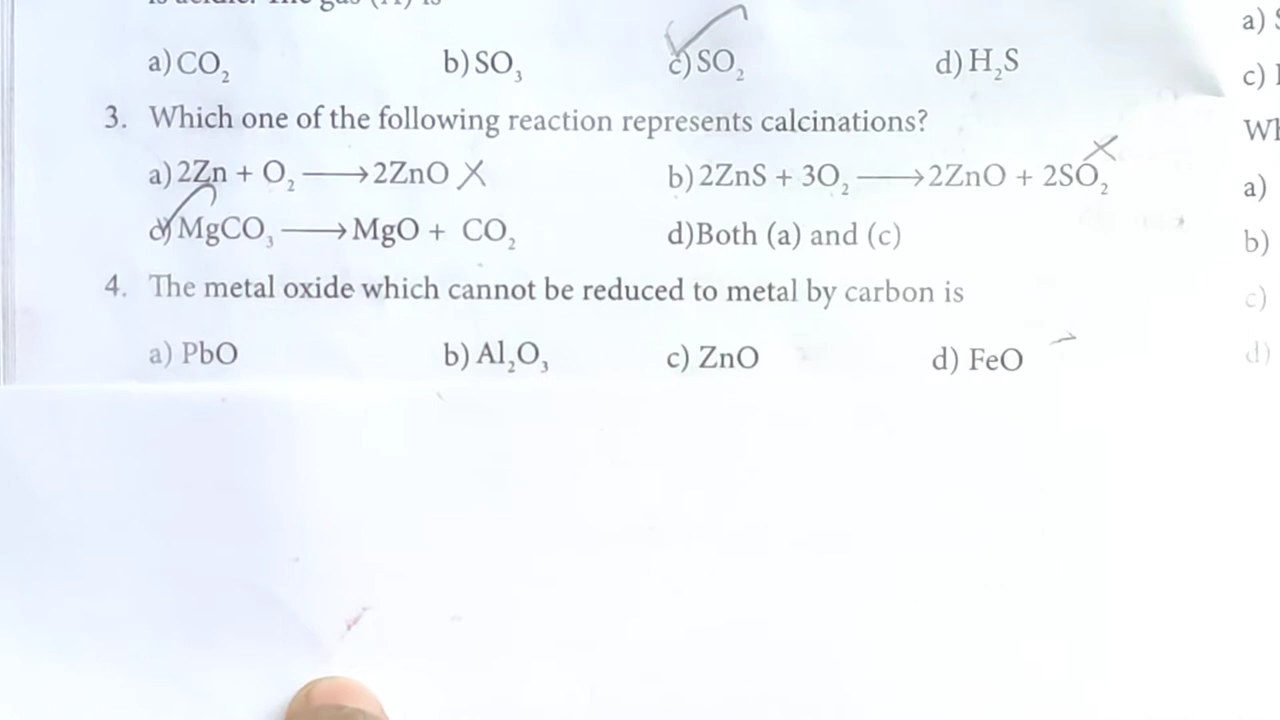 a) CO₂ b) SO₃ c) SO₂ d) H₂S
3. Which one of the following reaction represents calcinations?
a) 2Zn + O₂ ⟶ 2ZnO X b) 2ZnS + 3O₂ ⟶ 2ZnO + 2SO₂ X
c) MgCO₃ ⟶ MgO + CO₂ d)Both (a) and (c)
4. The metal oxide which cannot be reduced to metal by carbon is
a) PbO b) Al₂O₃ c) ZnO d) FeO
a)
c)
a)
b)
c)
d)